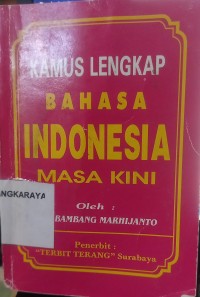 KAMUS LENGKAP
BAHASA
INDONESIA
MASA KINI
NGKARAYA
Oleh :
BAMBANG MARHIJANTO
Penerbit :
"TERBIT TERANG" Surabaya